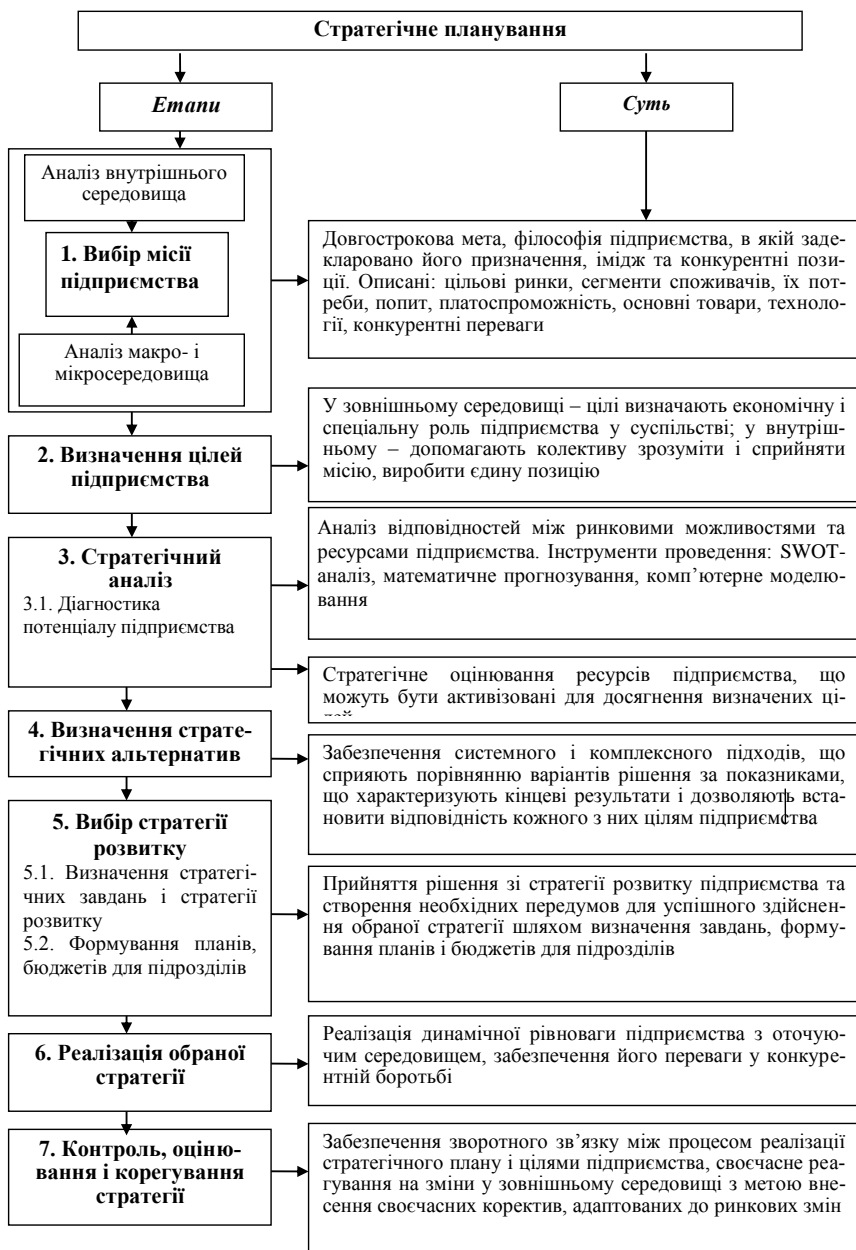 Стратегічне планування
Етапи
Суть
Аналіз внутрішнього
середовища
1. Вибір місії
підприємства
Аналіз макро- і
мікросередовища
Довгострокова мета, філософія підприємства, в якій заде-
кларовано його призначення, імідж та конкурентні пози-
ції. Описані: цільові ринки, сегменти споживачів, їх пот-
реби, попит, платоспроможність, основні товари, техноло-
гії, конкурентні переваги
2. Визначення цілей
підприємства
У зовнішньому середовищі – цілі визначають економічну і
спеціальну роль підприємства у суспільстві; у внутріш-
ньому – допомагають колективу зрозуміти і сприйняти
місію, виробити єдину позицію
3. Стратегічний
аналіз
3.1. Діагностика
потенціалу підприємства
Аналіз відповідностей між ринковими можливостями та
ресурсами підприємства. Інструменти проведення: SWOT-
аналіз, математичне прогнозування, комп’ютерне моделю-
вання
Стратегічне оцінювання ресурсів підприємства, що
можуть бути активізовані для досягнення визначених ці-
лей
4. Визначення страте-
гічних альтернатив
Забезпечення системного і комплексного підходів, що
сприяють порівнянню варіантів рішення за показниками,
що характеризують кінцеві результати і дозволяють вста-
новити відповідність кожного з них цілям підприємства
5. Вибір стратегії
розвитку
5.1. Визначення стратегі-
чних завдань і стратегії
розвитку
5.2. Формування планів,
бюджетів для підрозділів
Прийняття рішення зі стратегії розвитку підприємства та
створення необхідних передумов для успішного здійснен-
ня обраної стратегії шляхом визначення завдань, форму-
вання планів і бюджетів для підрозділів
6. Реалізація обраної
стратегії
Реалізація динамічної рівноваги підприємства з оточую-
чим середовищем, забезпечення його переваги у конкуре-
нтній боротьбі
7. Контроль, оціню-
вання і корегування
стратегії
Забезпечення зворотного зв’язку між процесом реалізації
стратегічного плану і цілями підприємства, своєчасне реа-
гування на зміни у зовнішньому середовищі з метою вне-
сення своєчасних коректив, адаптованих до ринкових змін